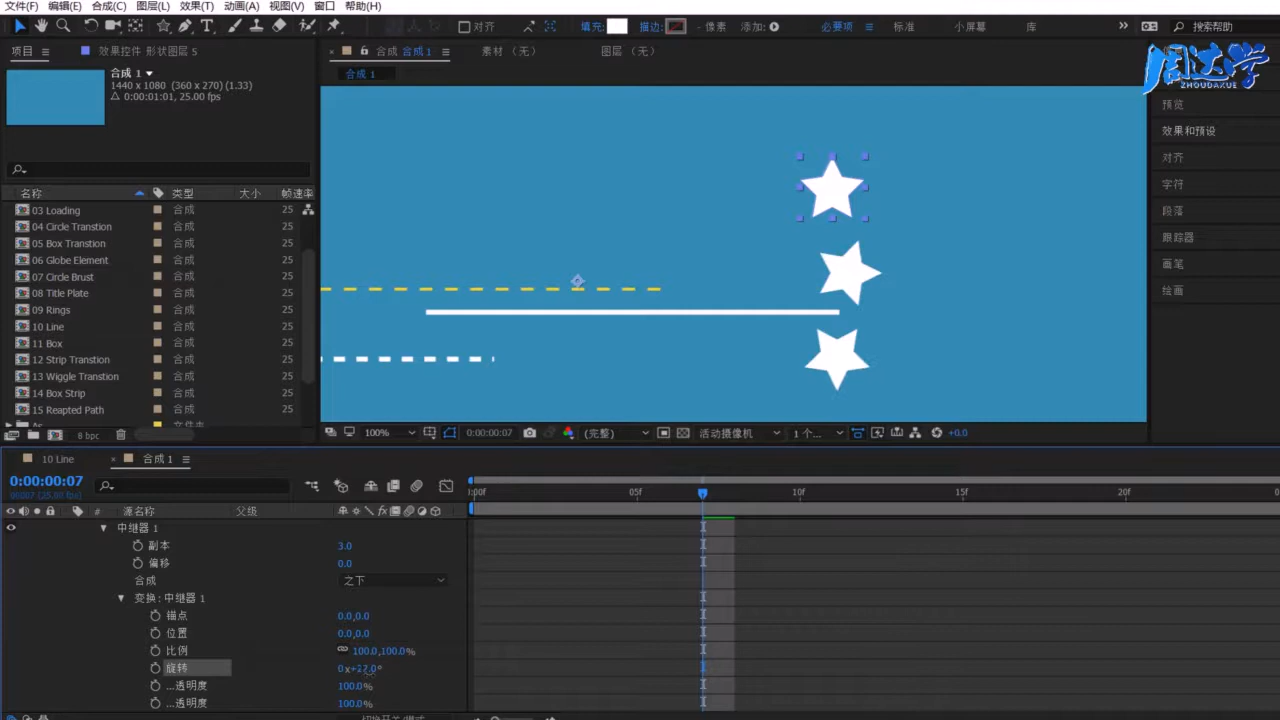 文件(F) 编辑(E) 合成(C) 图层(L) 效果(T) 动画(A) 视图(V) 窗口 帮助(H)
对齐 填充: 描边: - 像素 添加: 必要项 标准 小屏幕 库 搜索帮助
项目 效果控件 形状图层 5 合成 合成 1 素材 (无) 图层 (无)
合成 1
周达学
ZHOUDAXUE
合成 1
1440 x 1080 (360 x 270) (1.33)
△ 0:00:01:01, 25.00 fps
预览
效果和预设
对齐
字符
段落
跟踪器
画笔
绘画
名称 类型 大小 帧速率
03 Loading 合成 25
04 Circle Transtion 合成 25
05 Box Transtion 合成 25
06 Globe Element 合成 25
07 Circle Brust 合成 25
08 Title Plate 合成 25
09 Rings 合成 25
10 Line 合成 25
11 Box 合成 25
12 Strip Transtion 合成 25
13 Wiggle Transtion 合成 25
14 Box Strip 合成 25
15 Reapted Path 合成 25
8 bpc
100% 0:00:00:07 (完整) 活动摄像机 1 个... +0.0
10 Line 合成 1
0:00:00:07
00007 (25.00 fps)
:00f 05f 10f 15f 20f
# 源名称 父级
中继器 1
副本 3.0
偏移 0.0
合成 之下
变换: 中继器 1
锚点 0.0,0.0
位置 0.0,0.0
比例 100.0,100.0%
旋转
...透明度 100.0%
...透明度 100.0%